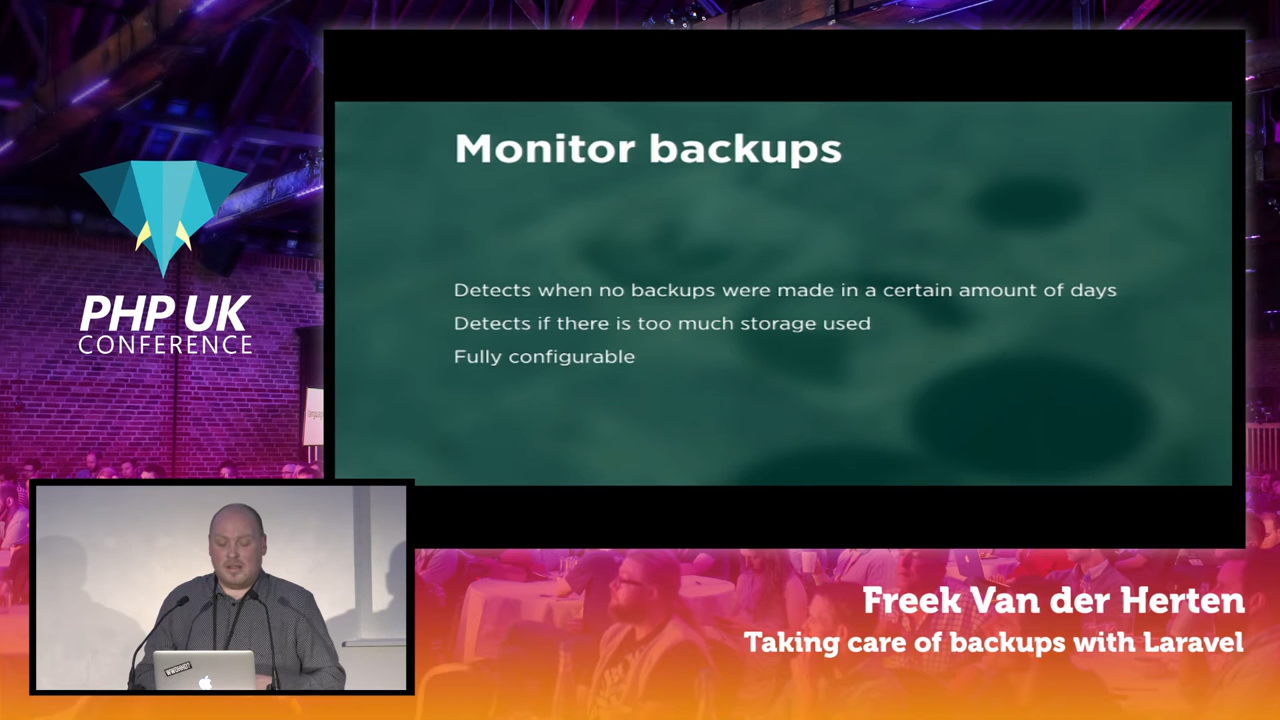 Monitor backups
Detects when no backups were made in a certain amount of days
Detects if there is too much storage used
Fully configurable
PHP UK
CONFERENCE
Freek Van der Herten
Taking care of backups with Laravel